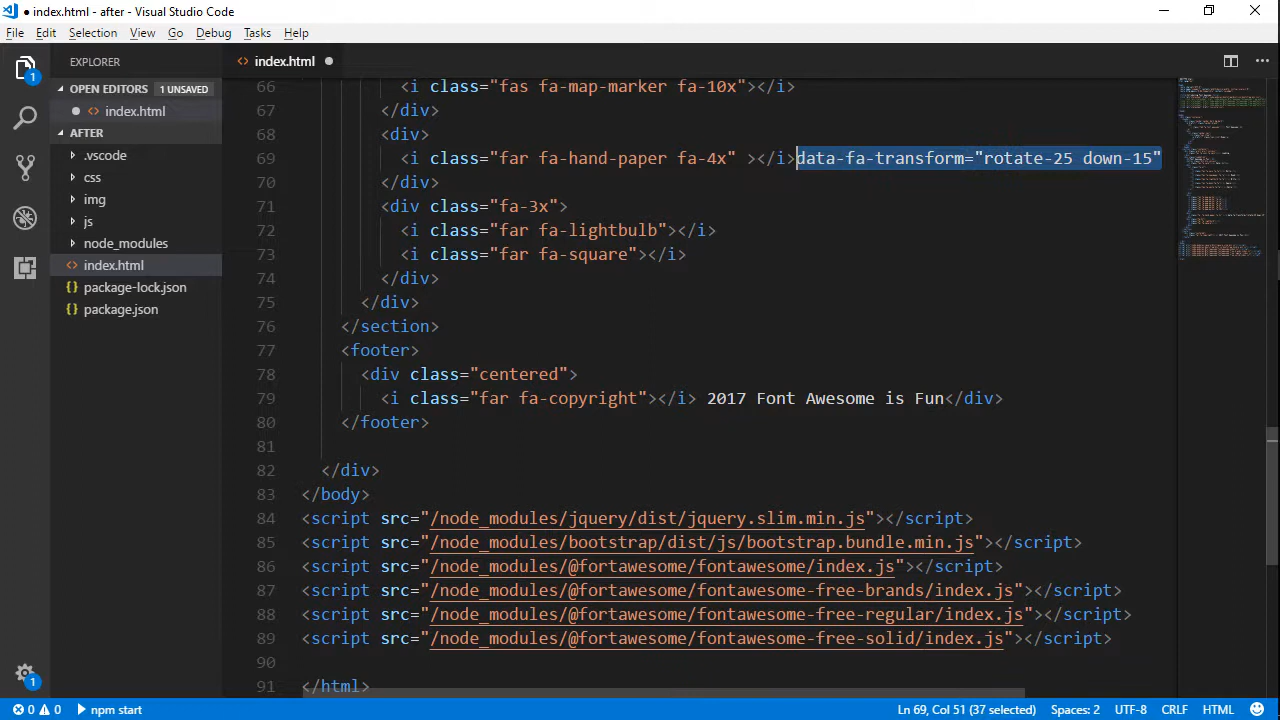 index.html - after - Visual Studio Code
File Edit Selection View Go Debug Tasks Help
EXPLORER
OPEN EDITORS 1 UNSAVED
index.html
AFTER
.vscode
css
img
js
node_modules
index.html
package-lock.json
package.json
1
1
index.html
66 <i class="fas fa-map-marker fa-10x"></i>
67 </div>
68 <div>
69 <i class="far fa-hand-paper fa-4x" ></i>data-fa-transform="rotate-25 down-15"
70 </div>
71 <div class="fa-3x">
72 <i class="far fa-lightbulb"></i>
73 <i class="far fa-square"></i>
74 </div>
75 </div>
76 </section>
77 <footer>
78 <div class="centered">
79 <i class="far fa-copyright"></i> 2017 Font Awesome is Fun</div>
80 </footer>
81
82 </div>
83 </body>
84 <script src="/node_modules/jquery/dist/jquery.slim.min.js"></script>
85 <script src="/node_modules/bootstrap/dist/js/bootstrap.bundle.min.js"></script>
86 <script src="/node_modules/@fortawesome/fontawesome/index.js"></script>
87 <script src="/node_modules/@fortawesome/fontawesome-free-brands/index.js"></script>
88 <script src="/node_modules/@fortawesome/fontawesome-free-regular/index.js"></script>
89 <script src="/node_modules/@fortawesome/fontawesome-free-solid/index.js"></script>
90
91 </html>
0 0 npm start Ln 69, Col 51 (37 selected) Spaces: 2 UTF-8 CRLF HTML